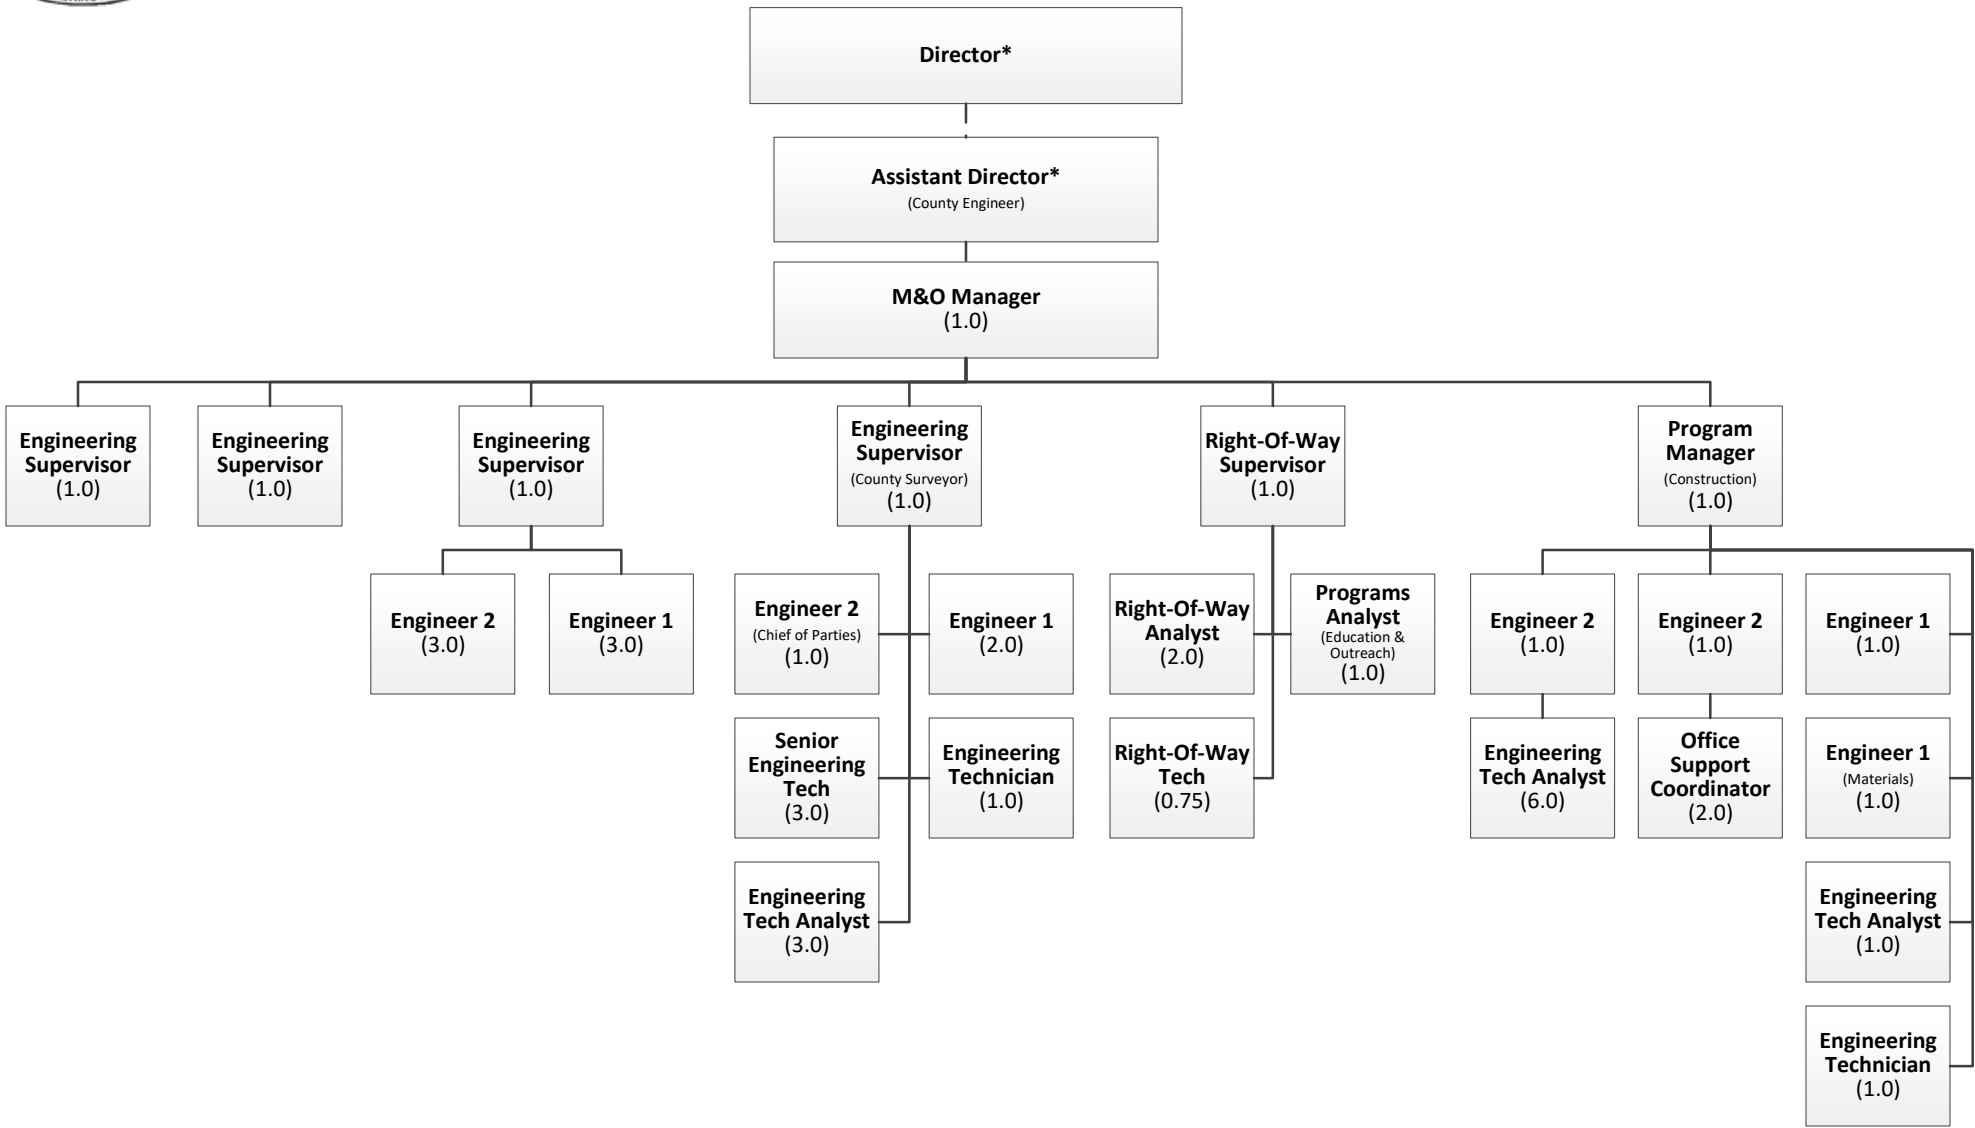 Director*
Assistant Director*
(County Engineer)
M&O Manager
(1.0)
Engineering
Supervisor
(1.0)
Engineering
Supervisor
(1.0)
Engineering
Supervisor
(1.0)
Engineering
Supervisor
(County Surveyor)
(1.0)
Right-Of-Way
Supervisor
(1.0)
Program
Manager
(Construction)
(1.0)
Engineer 2
(3.0)
Engineer 1
(3.0)
Engineer 2
(Chief of Parties)
(1.0)
Engineer 1
(2.0)
Right-Of-Way
Analyst
(2.0)
Programs
Analyst
(Education &
Outreach)
(1.0)
Engineer 2
(1.0)
Engineer 2
(1.0)
Engineer 1
(1.0)
Senior
Engineering
Tech
(3.0)
Engineering
Technician
(1.0)
Right-Of-Way
Tech
(0.75)
Engineering
Tech Analyst
(6.0)
Office
Support
Coordinator
(2.0)
Engineer 1
(Materials)
(1.0)
Engineering
Tech Analyst
(3.0)
Engineering
Tech Analyst
(1.0)
Engineering
Technician
(1.0)